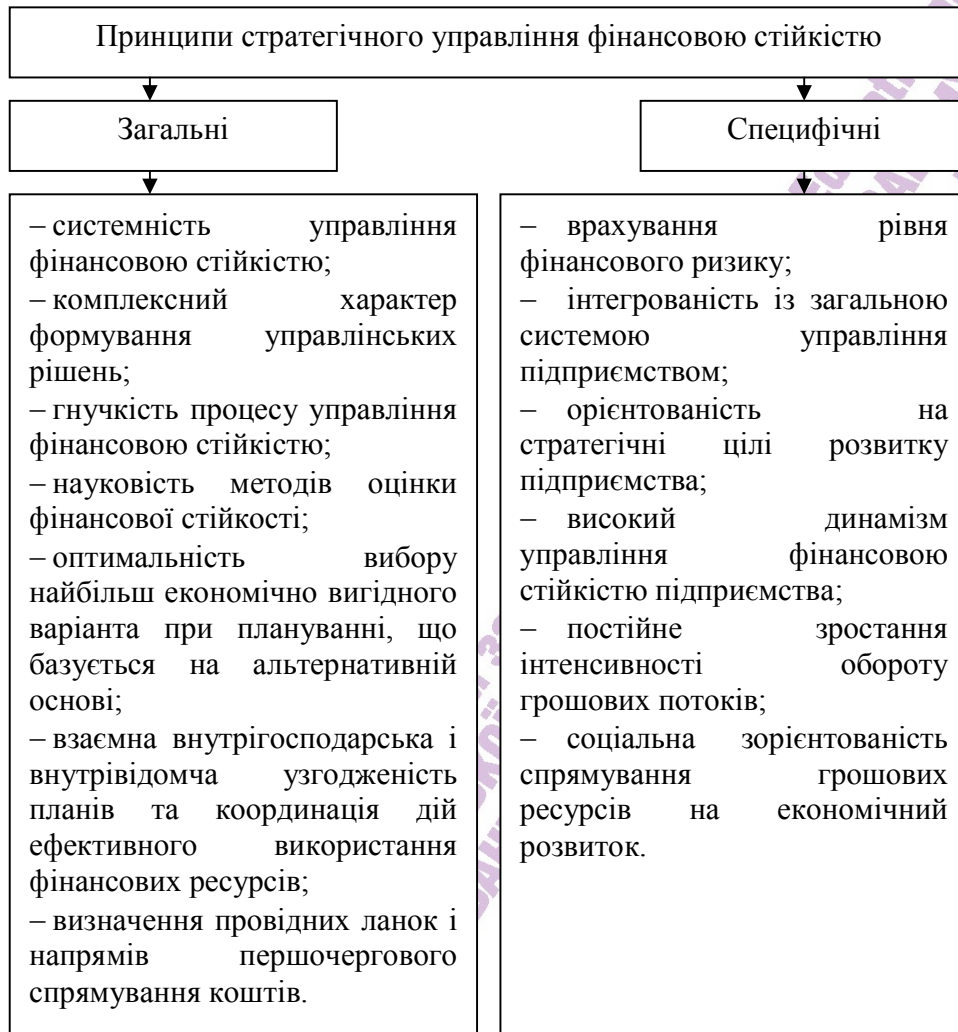 Принципи стратегічного управління фінансовою стійкістю
Загальні
Специфічні
– системність управління
фінансовою стійкістю;
– комплексний характер
формування управлінських
рішень;
– гнучкість процесу управління
фінансовою стійкістю;
– науковість методів оцінки
фінансової стійкості;
– оптимальність вибору
найбільш економічно вигідного
варіанта при плануванні, що
базується на альтернативній
основі;
– взаємна внутрігосподарська і
внутрівідомча узгодженість
планів та координація дій
ефективного використання
фінансових ресурсів;
– визначення провідних ланок і
напрямів першочергового
спрямування коштів.
– врахування рівня
фінансового ризику;
– інтегрованість із загальною
системою управління
підприємством;
– орієнтованість на
стратегічні цілі розвитку
підприємства;
– високий динамізм
управління фінансовою
стійкістю підприємства;
– постійне зростання
інтенсивності обороту
грошових потоків;
– соціальна зорієнтованість
спрямування грошових
ресурсів на економічний
розвиток.